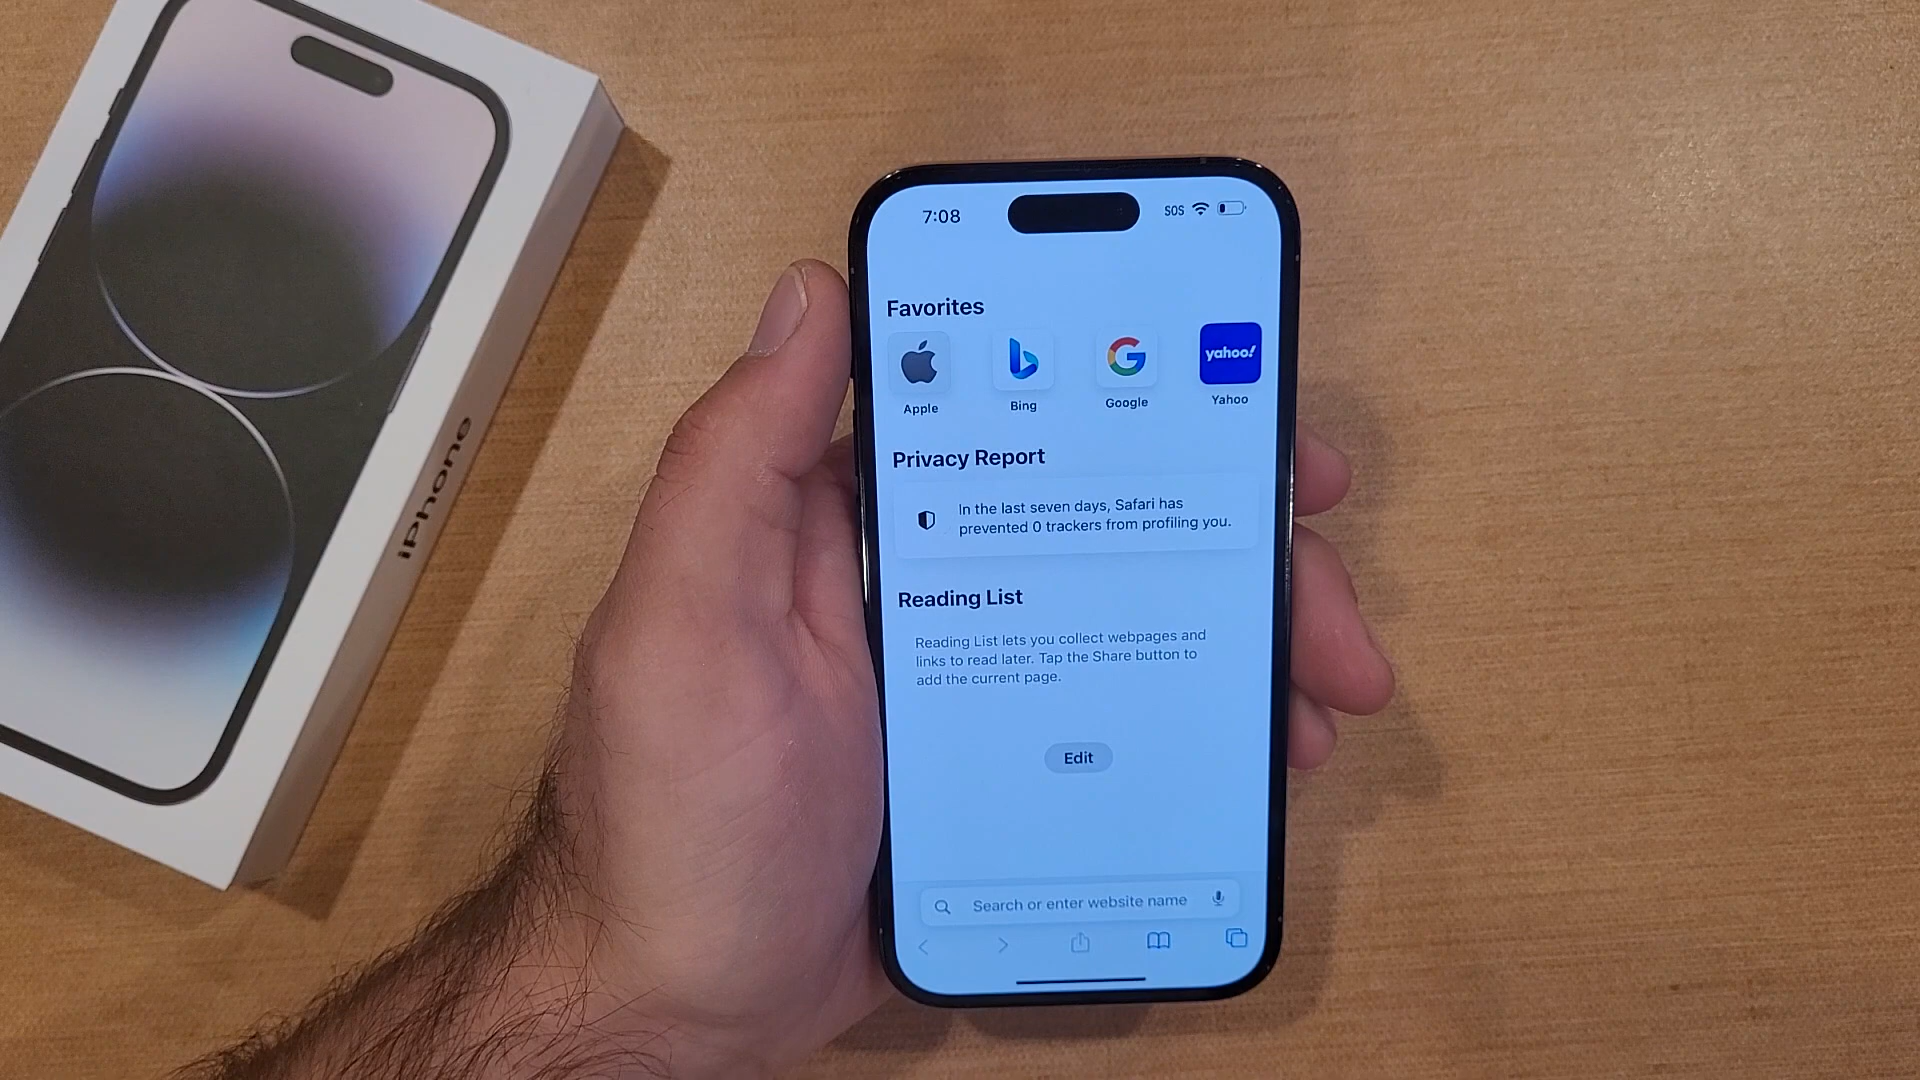 iPhone
7:08
SOS
Favorites
yahoo!
Apple
Bing
Google
Yahoo
Privacy Report
In the last seven days, Safari has
prevented 0 trackers from profiling you.
Reading List
Reading List lets you collect webpages and
links to read later. Tap the Share button to
add the current page.
Edit
Search or enter website name